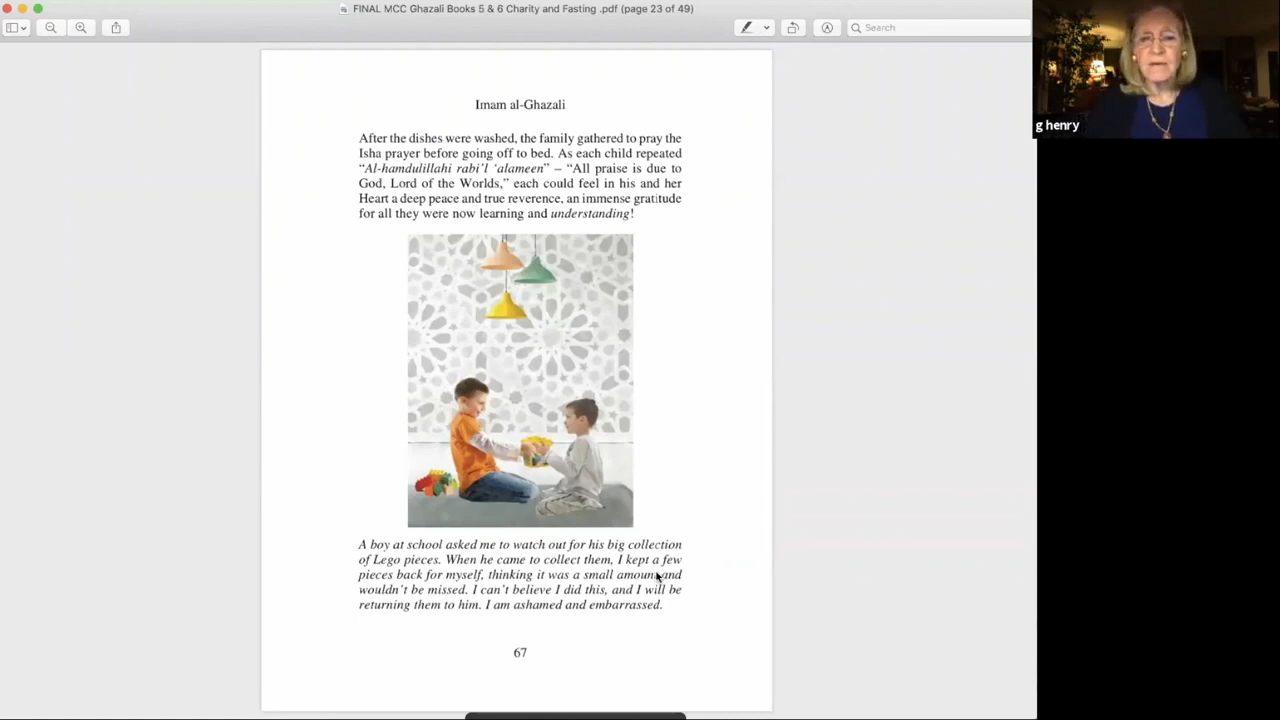 FINAL MCC Ghazali Books 5 & 6 Charity and Fasting .pdf (page 23 of 49)
Search
g henry
Imam al-Ghazali
After the dishes were washed, the family gathered to pray the
Isha prayer before going off to bed. As each child repeated
“Al-hamdulillahi rabi’l ‘alameen” – “All praise is due to
God, Lord of the Worlds,” each could feel in his and her
Heart a deep peace and true reverence, an immense gratitude
for all they were now learning and understanding!
A boy at school asked me to watch out for his big collection
of Lego pieces. When he came to collect them, I kept a few
pieces back for myself, thinking it was a small amount and
wouldn’t be missed. I can’t believe I did this, and I will be
returning them to him. I am ashamed and embarrassed.
67